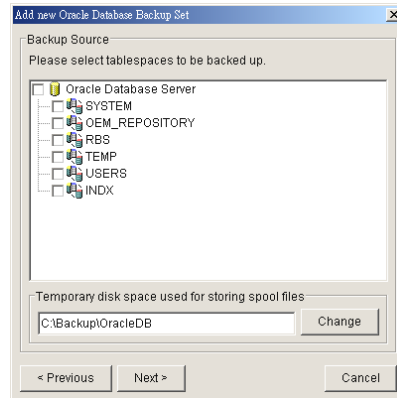 Add new Oracle Database Backup Set
Backup Source
Please select tablespaces to be backed up.
Oracle Database Server
SYSTEM
OEM_REPOSITORY
RBS
TEMP
USERS
INDX
Temporary disk space used for storing spool files
C:\Backup\OracleDB
Change
< Previous
Next >
Cancel